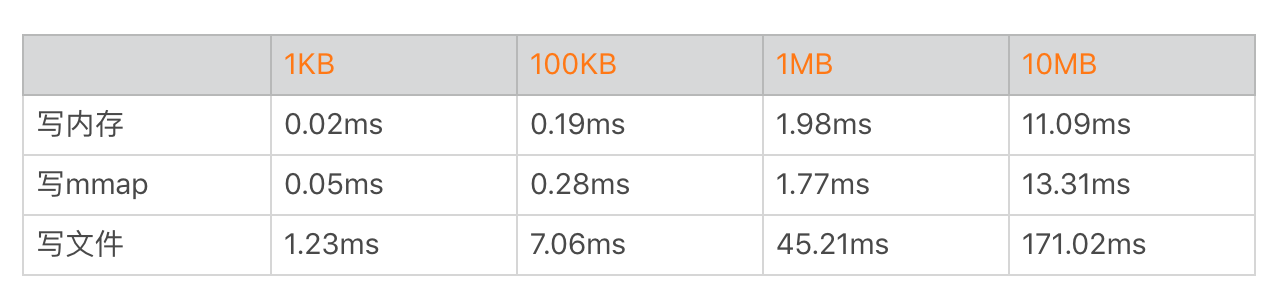 1KB 100KB 1MB 10MB
写内存 0.02ms 0.19ms 1.98ms 11.09ms
写mmap 0.05ms 0.28ms 1.77ms 13.31ms
写文件 1.23ms 7.06ms 45.21ms 171.02ms